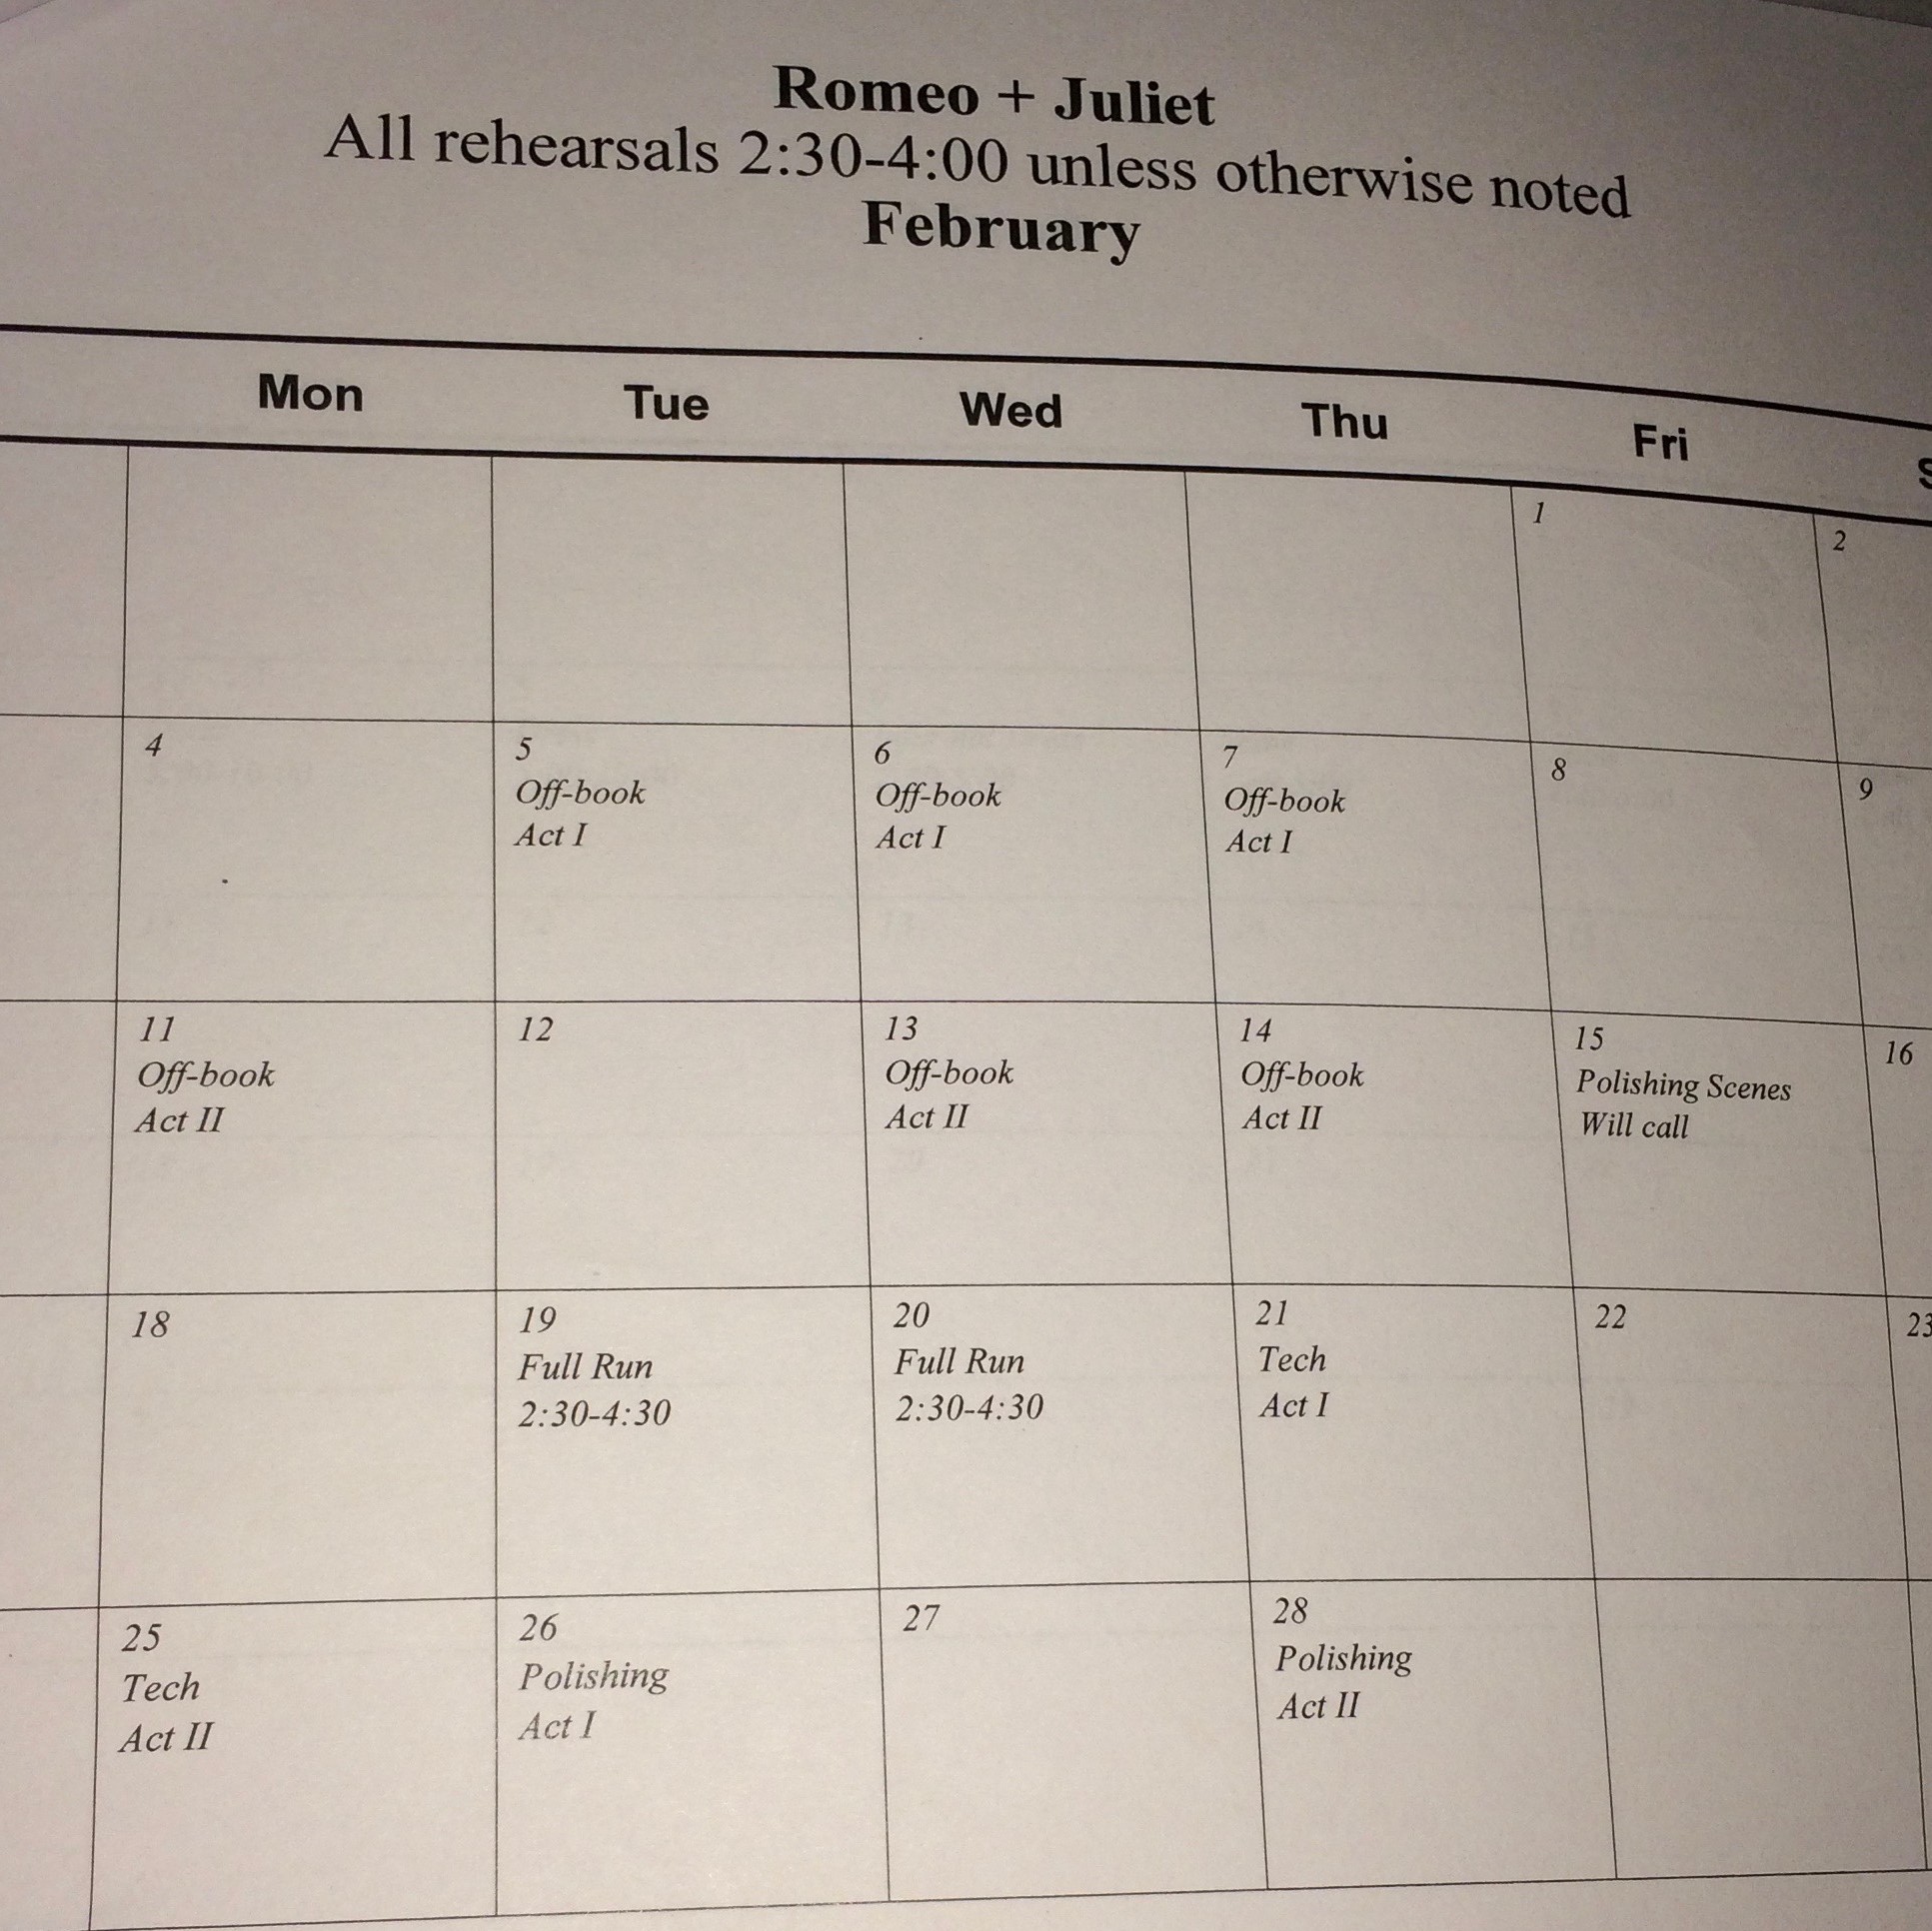 Romeo + Juliet
All rehearsals 2:30-4:00 unless otherwise noted
February
Mon Tue Wed Thu Fri
1 2
4 5 6 7 8 9
Off-book Off-book Off-book
Act I Act I Act I
11 12 13 14 15 16
Off-book Off-book Off-book Polishing Scenes
Act II Act II Act II Will call
18 19 20 21 22 23
Full Run Full Run Tech
2:30-4:30 2:30-4:30 Act I
25 26 27 28
Tech Polishing Polishing
Act II Act I Act II